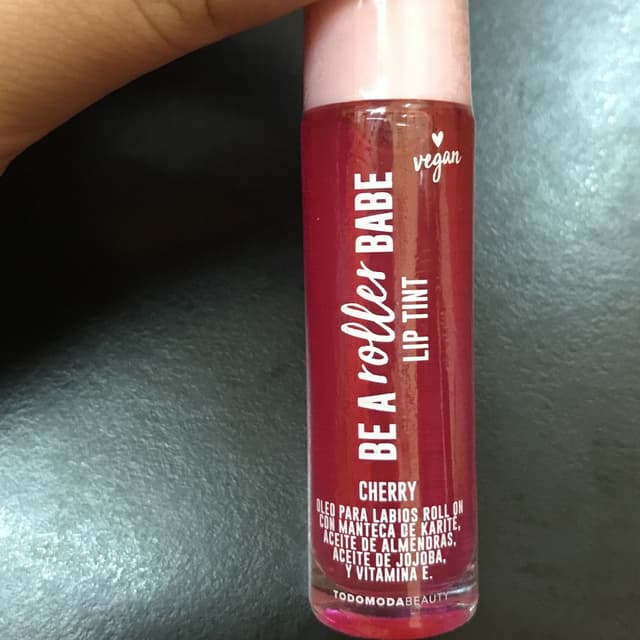 vegan
BE A roller BABE
LIP TINT
CHERRY
OLEO PARA LABIOS ROLL ON
CON MANTECA DE KARITÉ,
ACEITE DE ALMENDRAS,
ACEITE DE JOJOBA,
Y VITAMINA E.
TODOMODABEAUTY